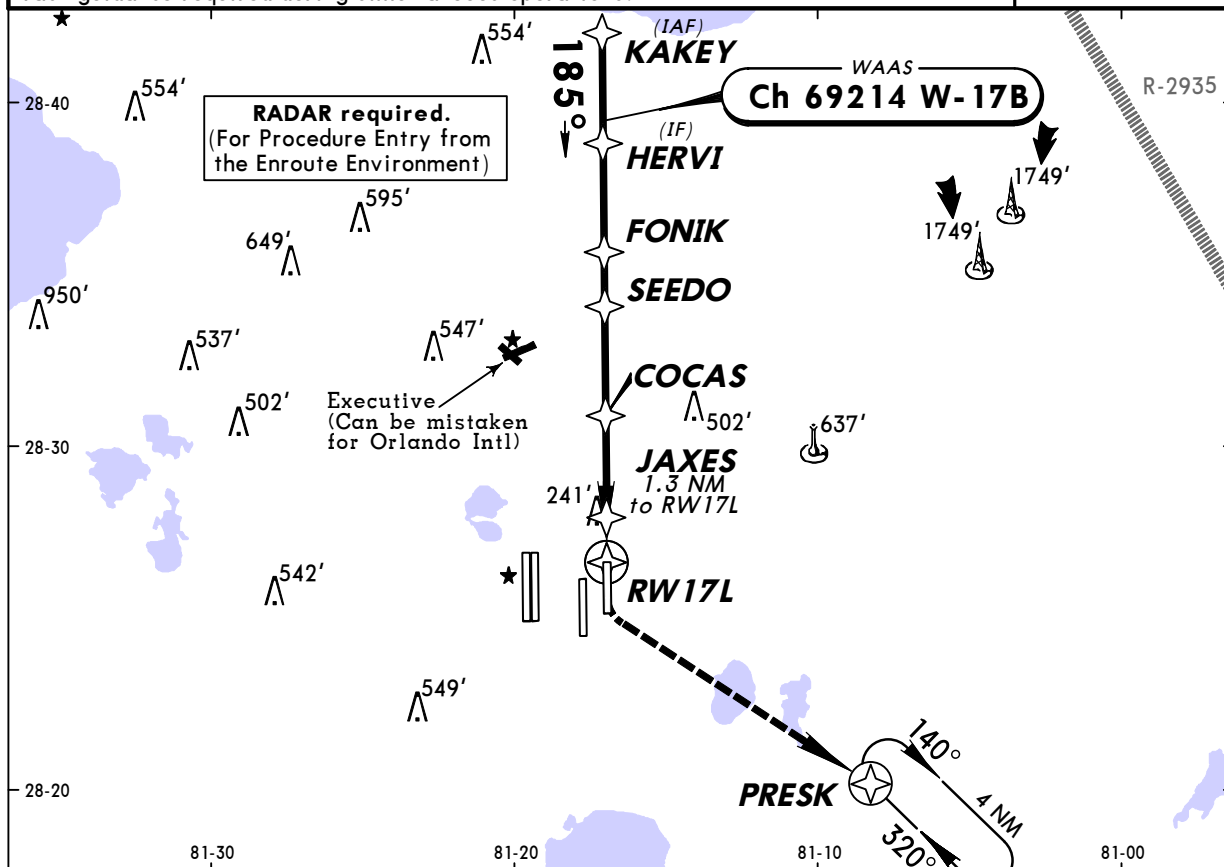 (IAF)
KAKEY
185°
WAAS
Ch 69214 W-17B
R-2935
554'
554'
28-40
RADAR required.
(For Procedure Entry from
the Enroute Environment)
(IF)
HERVI
1749'
1749'
595'
649'
FONIK
SEEDO
950'
537'
547'
COCAS
502'
Executive
(Can be mistaken
for Orlando Intl)
502'
637'
28-30
JAXES
1.3 NM
to RW17L
241'
542'
RW17L
549'
140°
28-20
PRESK
4 NM
320°
81-30
81-20
81-10
81-00